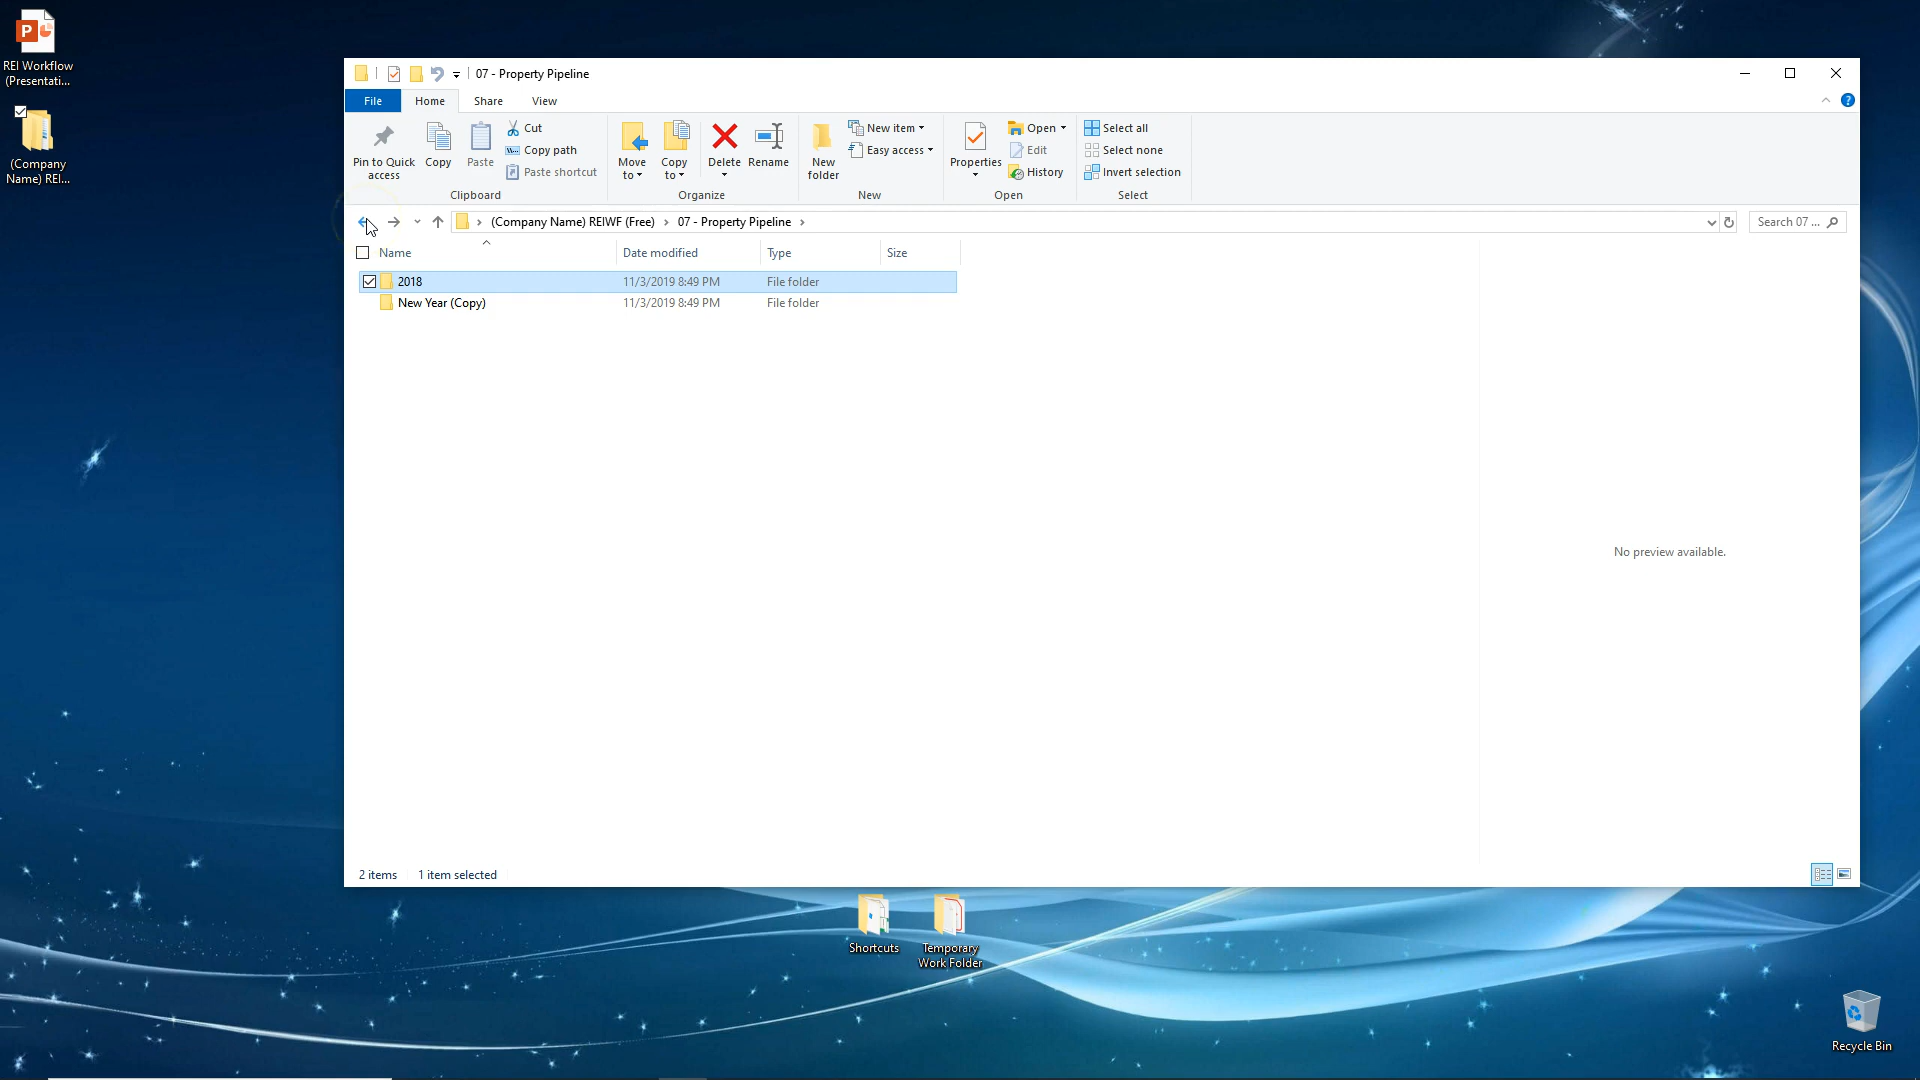 REI Workflow
(Presentati...
(Company
Name) REI...
07 - Property Pipeline
File
Home
Share
View
Pin to Quick
access
Copy
Paste
Cut
Copy path
Paste shortcut
Clipboard
Move
to
Copy
to
Delete
Rename
Organize
New
folder
New item
Easy access
New
Properties
Open
Edit
History
Open
Select all
Select none
Invert selection
Select
(Company Name) REIWF (Free) 07 - Property Pipeline
Search 07 ...
Name Date modified Type Size
2018 11/3/2019 8:49 PM File folder
New Year (Copy) 11/3/2019 8:49 PM File folder
No preview available.
2 items 1 item selected
Shortcuts
Temporary
Work Folder
Recycle Bin